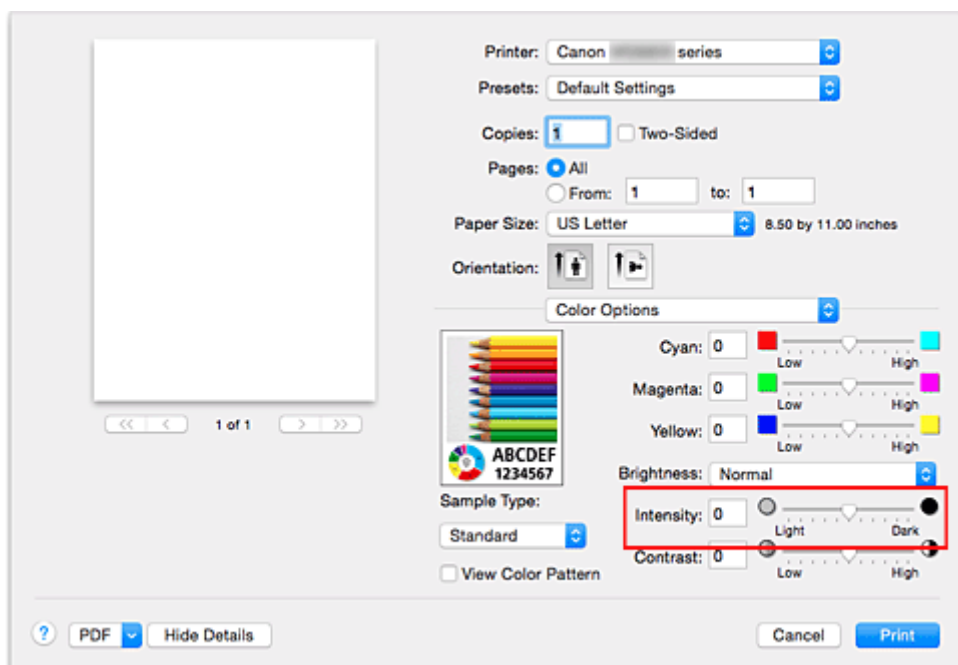 Printer: Canon series
Presets: Default Settings
Copies: 1 Two-Sided
Pages: All
From: 1 to: 1
Paper Size: US Letter 8.50 by 11.00 inches
Orientation:
Color Options
Cyan: 0
Low High
Magenta: 0
Low High
Yellow: 0
Low High
Brightness: Normal
Intensity: 0
Light Dark
Contrast: 0
Low High
ABCDEF
1234567
Sample Type:
Standard
View Color Pattern
<< < 1 of 1 > >>
? PDF Hide Details Cancel Print